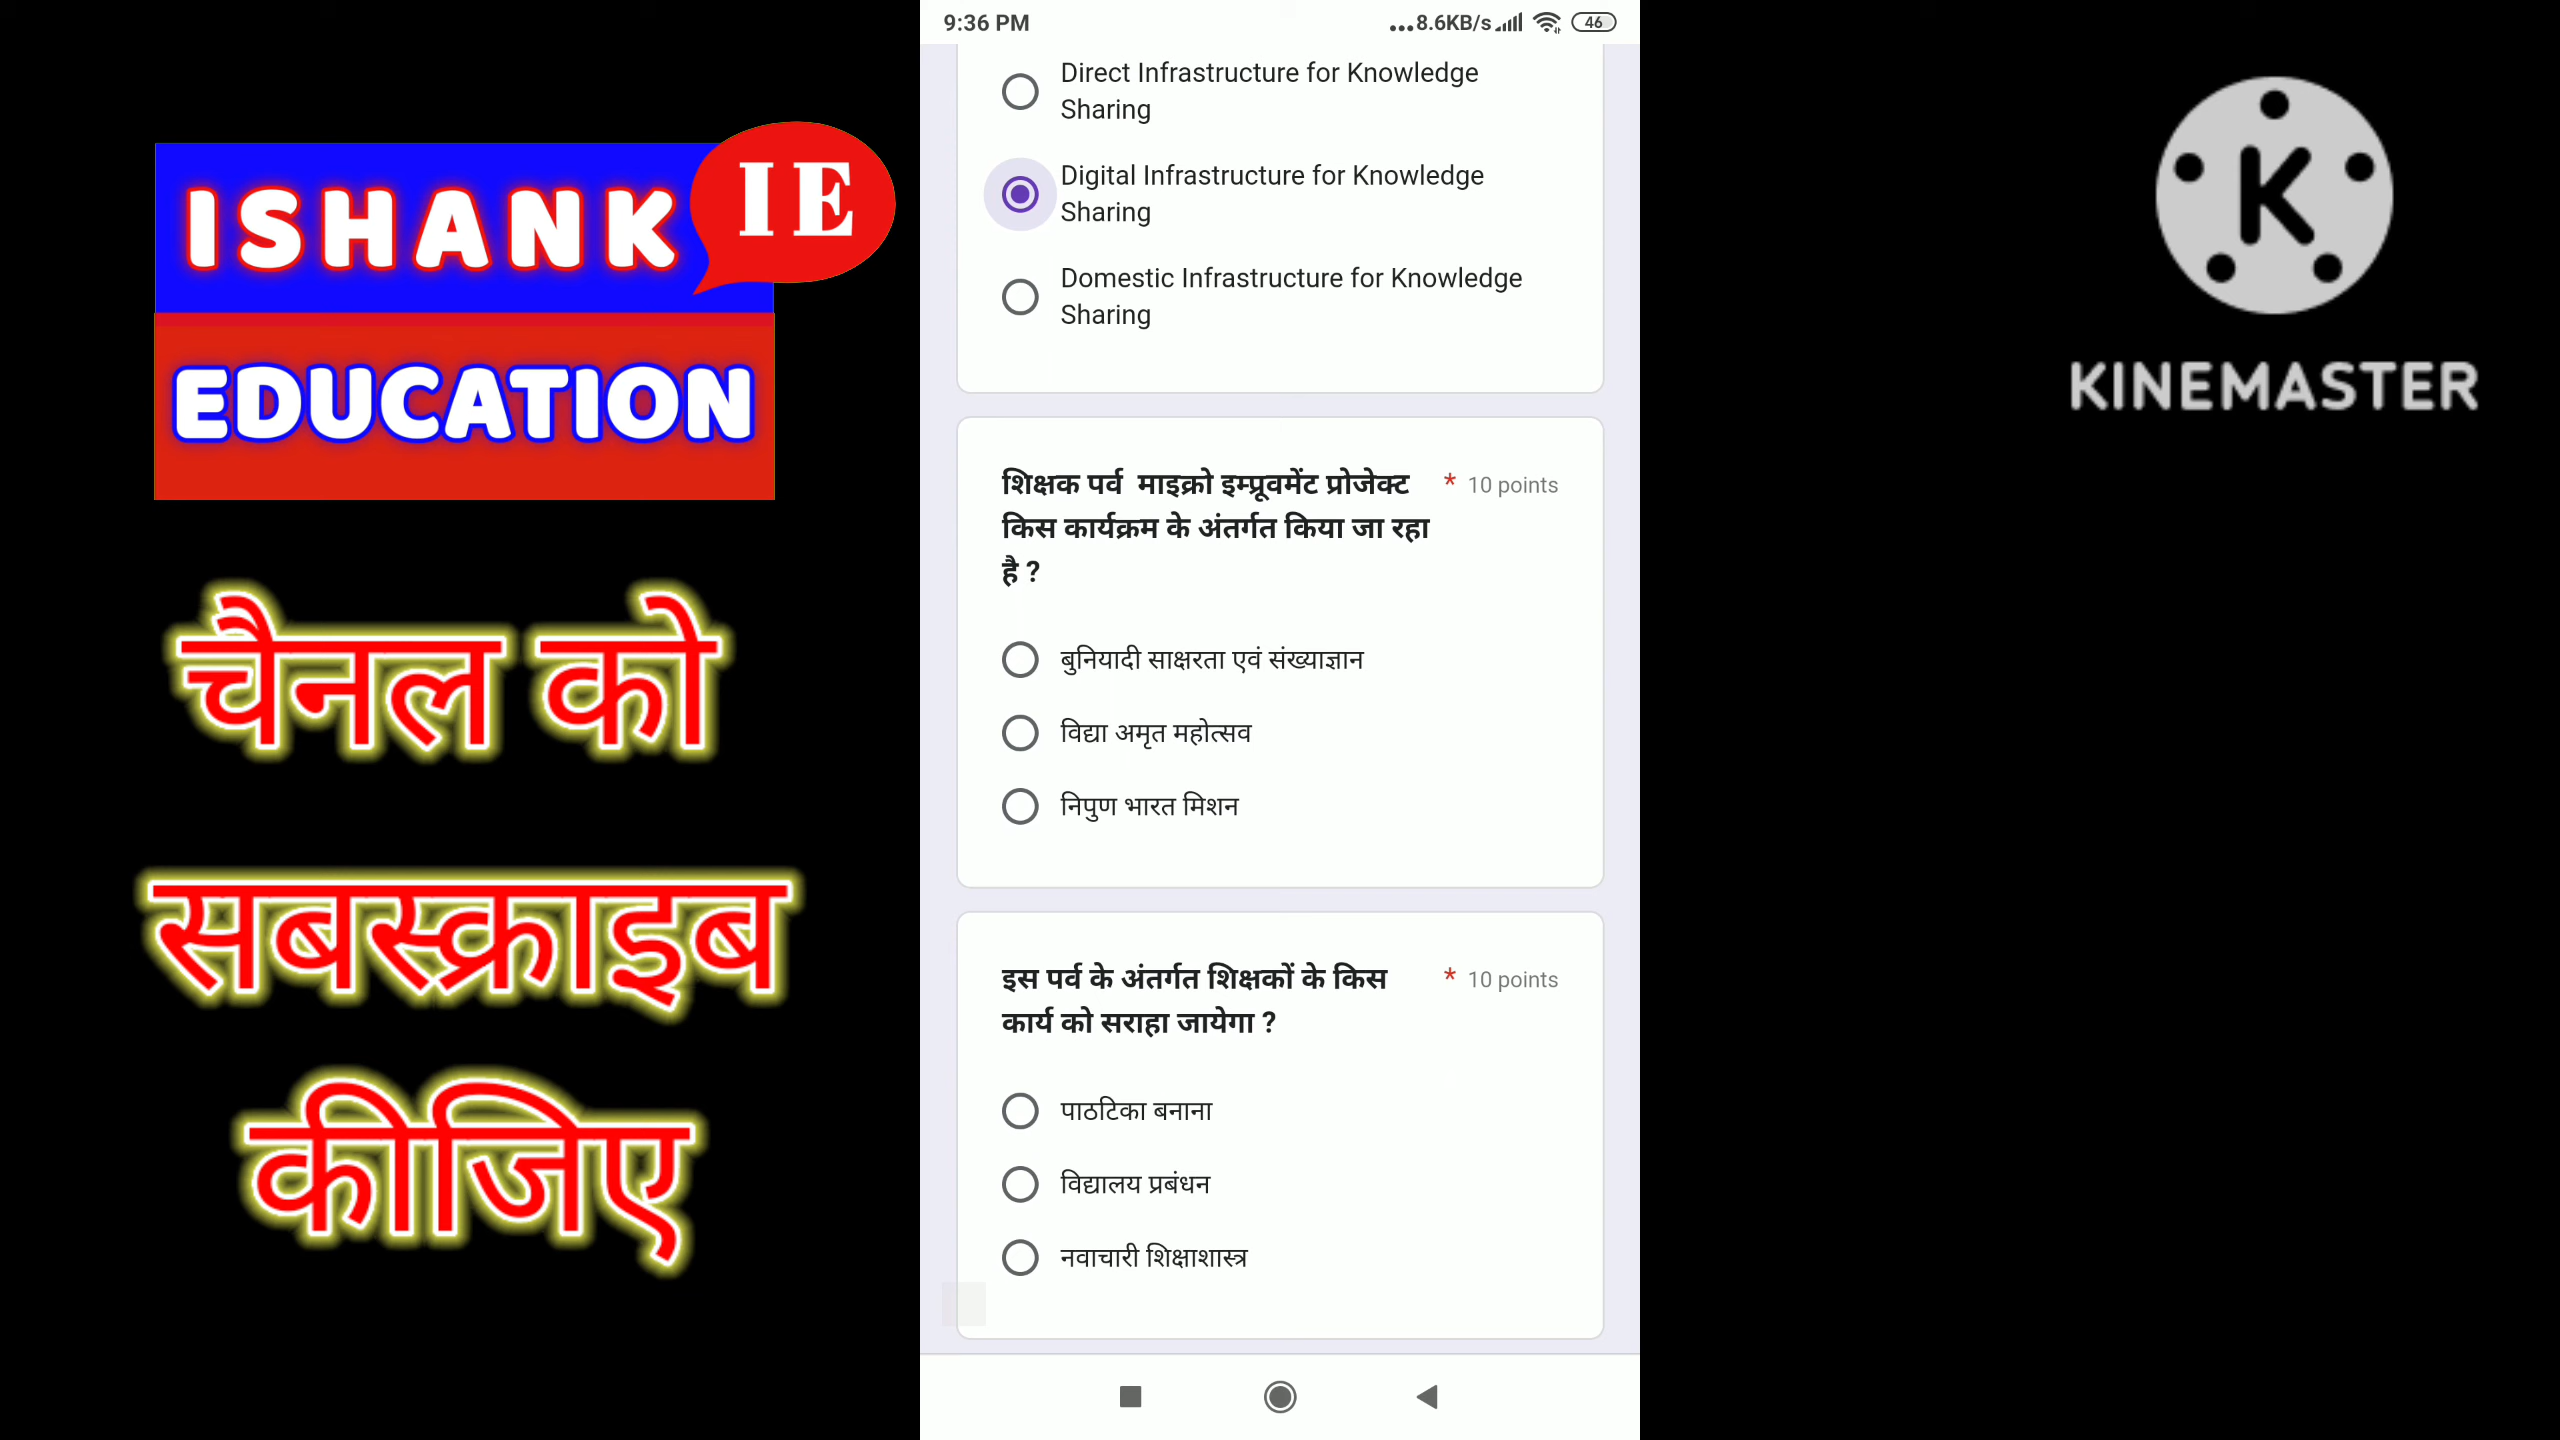 ISHANK
IE
EDUCATION
चैनल को
सबस्क्राइब
कीजिए
9:36 PM
...8.6KB/s
46
Direct Infrastructure for Knowledge
Sharing
Digital Infrastructure for Knowledge
Sharing
Domestic Infrastructure for Knowledge
Sharing
शिक्षक पर्व माइक्रो इम्प्रूवमेंट प्रोजेक्ट * 10 points
किस कार्यक्रम के अंतर्गत किया जा रहा
है ?
बुनियादी साक्षरता एवं संख्याज्ञान
विद्या अमृत महोत्सव
निपुण भारत मिशन
इस पर्व के अंतर्गत शिक्षकों के किस * 10 points
कार्य को सराहा जायेगा ?
पाठटिका बनाना
विद्यालय प्रबंधन
नवाचारी शिक्षाशास्त्र
K
KINEMASTER